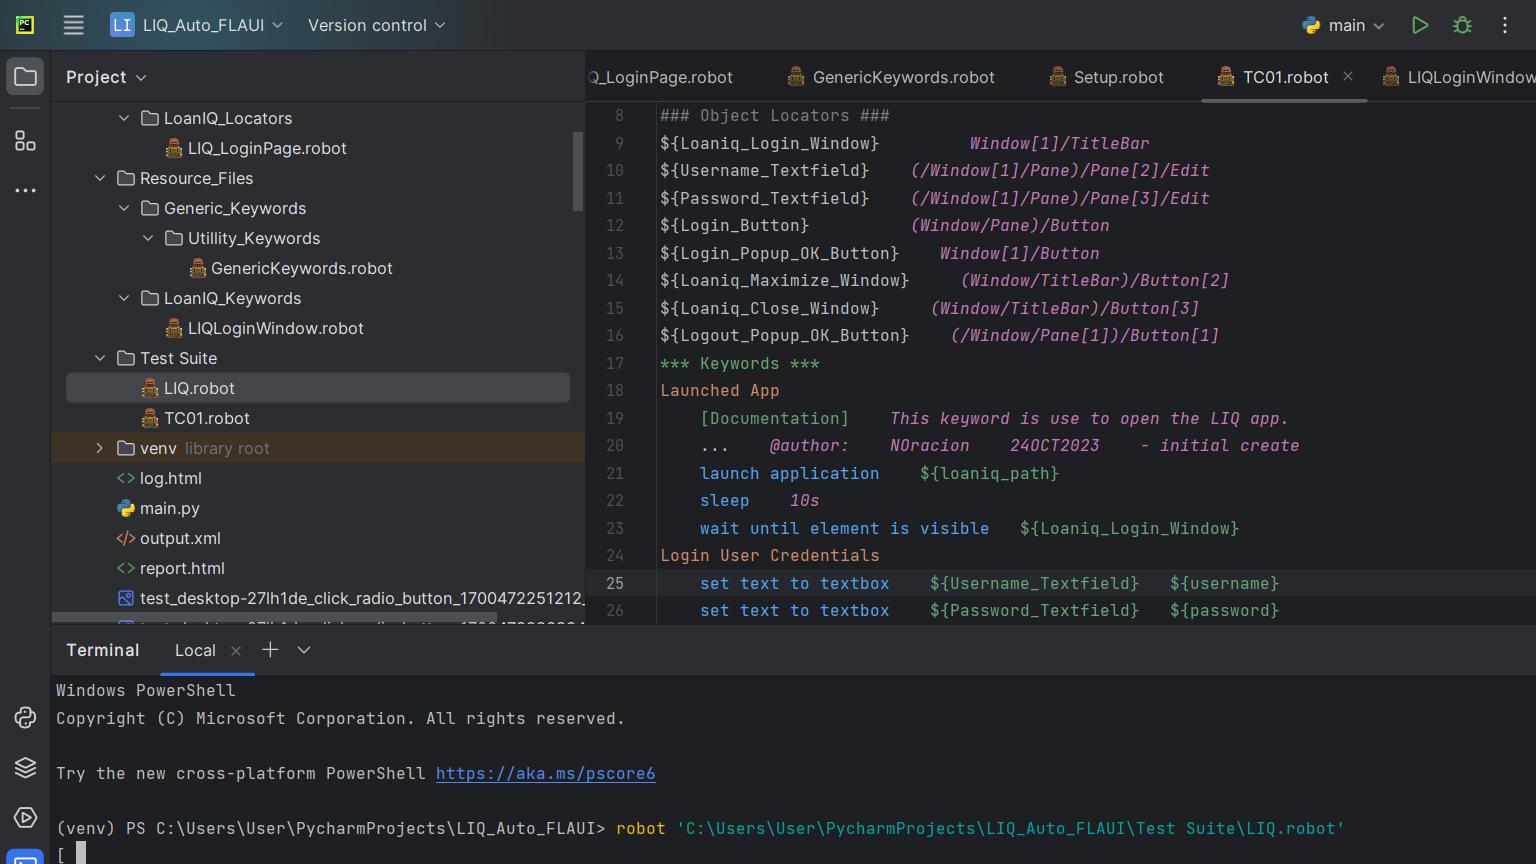 PC
LI LIQ_Auto_FLAUI Version control main
Project
LoanIQ_Locators
LIQ_LoginPage.robot
Resource_Files
Generic_Keywords
Utillity_Keywords
GenericKeywords.robot
LoanIQ_Keywords
LIQLoginWindow.robot
Test Suite
LIQ.robot
TC01.robot
venv library root
log.html
main.py
output.xml
report.html
test_desktop-27lh1de_click_radio_button_1700472251212_
Q_LoginPage.robot GenericKeywords.robot Setup.robot TC01.robot LIQLoginWindow
8 ### Object Locators ###
9 ${Loaniq_Login_Window} Window[1]/TitleBar
10 ${Username_Textfield} (/Window[1]/Pane)/Pane[2]/Edit
11 ${Password_Textfield} (/Window[1]/Pane)/Pane[3]/Edit
12 ${Login_Button} (Window/Pane)/Button
13 ${Login_Popup_OK_Button} Window[1]/Button
14 ${Loaniq_Maximize_Window} (Window/TitleBar)/Button[2]
15 ${Loaniq_Close_Window} (Window/TitleBar)/Button[3]
16 ${Logout_Popup_OK_Button} (/Window/Pane[1])/Button[1]
17 *** Keywords ***
18 Launched App
19 [Documentation] This keyword is use to open the LIQ app.
20 ... @author: NOracion 24OCT2023 - initial create
21 launch application ${loaniq_path}
22 sleep 10s
23 wait until element is visible ${Loaniq_Login_Window}
24 Login User Credentials
25 set text to textbox ${Username_Textfield} ${username}
26 set text to textbox ${Password_Textfield} ${password}
Terminal Local
Windows PowerShell
Copyright (C) Microsoft Corporation. All rights reserved.
Try the new cross-platform PowerShell https://aka.ms/pscore6
(venv) PS C:\Users\User\PycharmProjects\LIQ_Auto_FLAUI> robot 'C:\Users\User\PycharmProjects\LIQ_Auto_FLAUI\Test Suite\LIQ.robot'
[